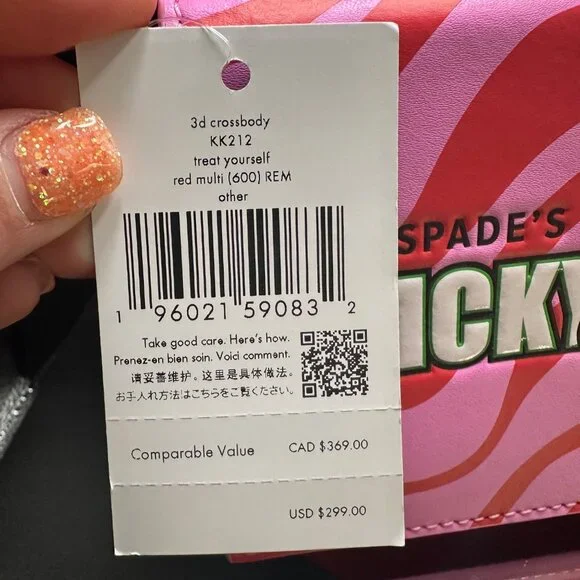 3d crossbody
KK212
treat yourself
red multi (600) REM
other
1 96021 59083 2
Take good care. Here's how.
Prenez-en bien soin. Void comment.
请妥善维护。这里是具体做法。
お手入れ方法はこちらをご覧ください。
Comparable Value CAD $369.00
USD $299.00
SPADE'S
ICKY